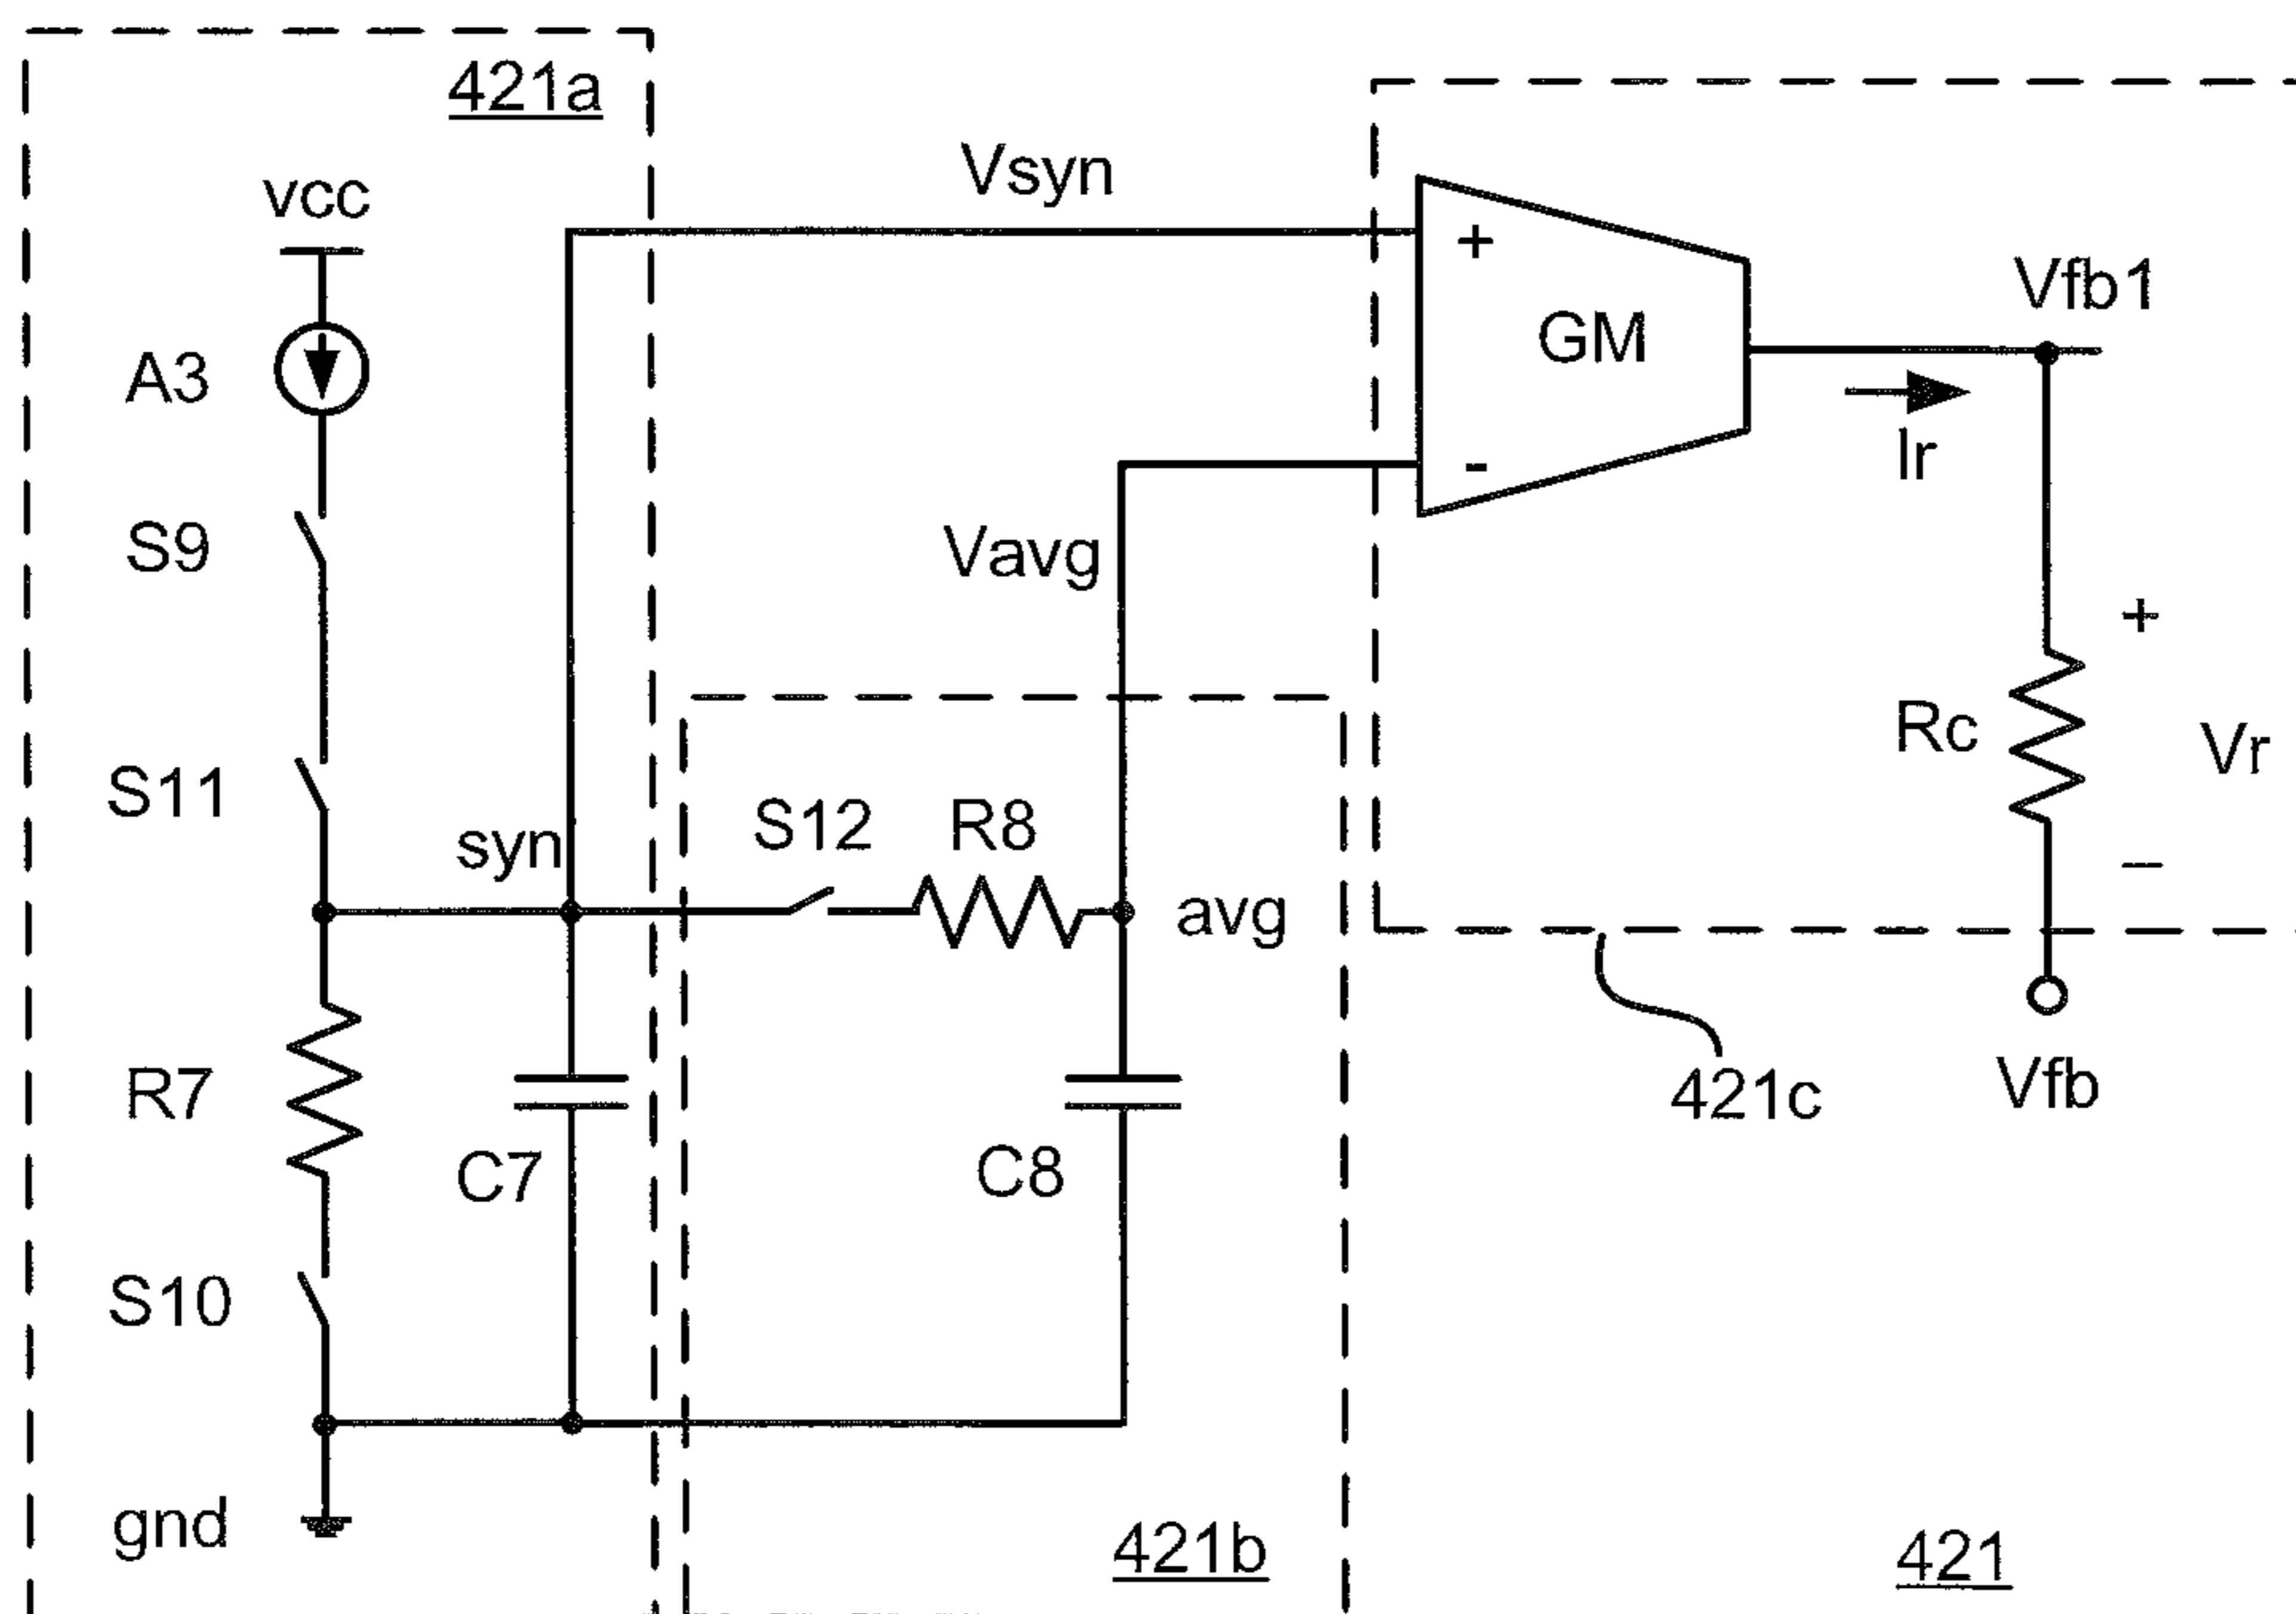 421a
Vsyn
vcc
+
Vfb1
GM
A3
Ir
-
S9
Vavg
+
Rc
Vr
S11
S12
R8
syn
−
avg
R7
421c
Vfb
C7
C8
S10
gnd
421b
421